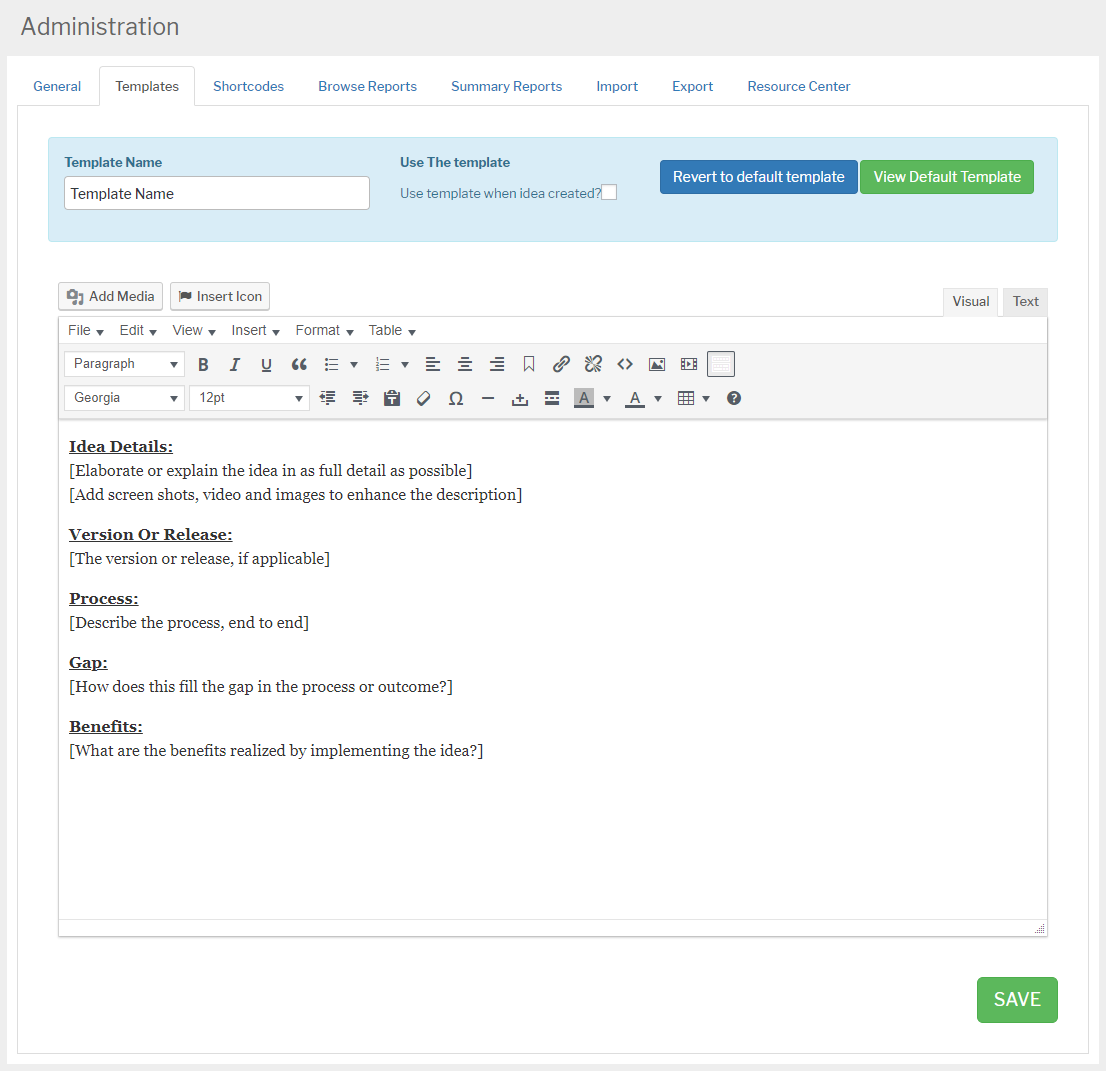 Administration
General Templates Shortcodes Browse Reports Summary Reports Import Export Resource Center
Template Name Use The template
Template Name Use template when idea created? Revert to default template View Default Template
Add Media Insert Icon Visual Text
File Edit View Insert Format Table
Paragraph B I U
Georgia 12pt Ω A A
Idea Details:
[Elaborate or explain the idea in as full detail as possible]
[Add screen shots, video and images to enhance the description]
Version Or Release:
[The version or release, if applicable]
Process:
[Describe the process, end to end]
Gap:
[How does this fill the gap in the process or outcome?]
Benefits:
[What are the benefits realized by implementing the idea?]
SAVE